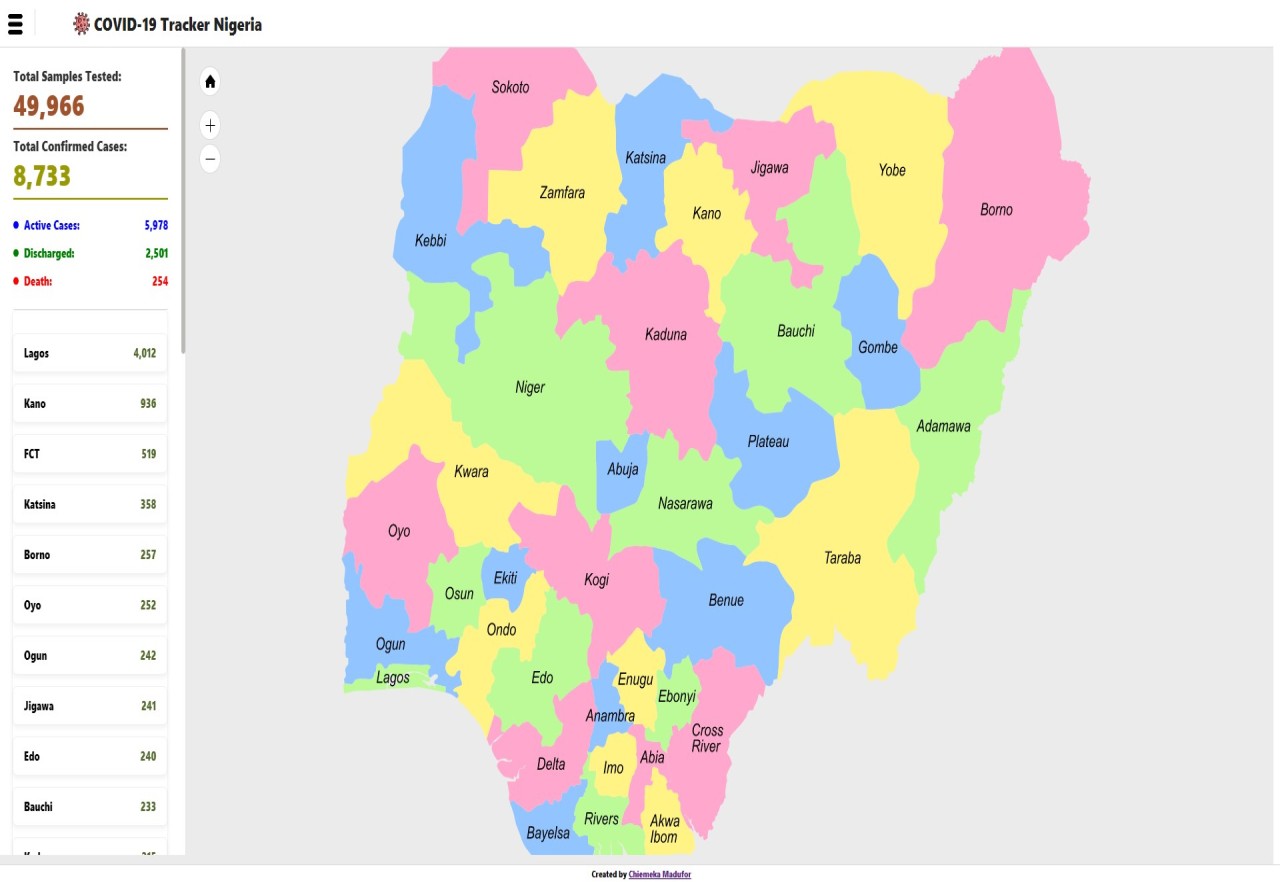 COVID-19 Tracker Nigeria
Total Samples Tested:
49,966
Total Confirmed Cases:
8,733
Active Cases: 5,978
Discharged: 2,501
Death: 254
Lagos 4,012
Kano 936
FCT 519
Katsina 358
Borno 257
Oyo 252
Ogun 242
Jigawa 241
Edo 240
Bauchi 233
Sokoto
Katsina
Jigawa
Yobe
Zamfara
Kano
Borno
Kebbi
Kaduna
Bauchi
Gombe
Niger
Adamawa
Plateau
Abuja
Kwara
Nasarawa
Oyo
Taraba
Ekiti
Kogi
Osun
Benue
Ondo
Ogun
Lagos
Edo
Enugu
Ebonyi
Anambra
Cross
River
Abia
Delta
Imo
Rivers
Akwa
Ibom
Bayelsa
Created by Chiemeka Madufor